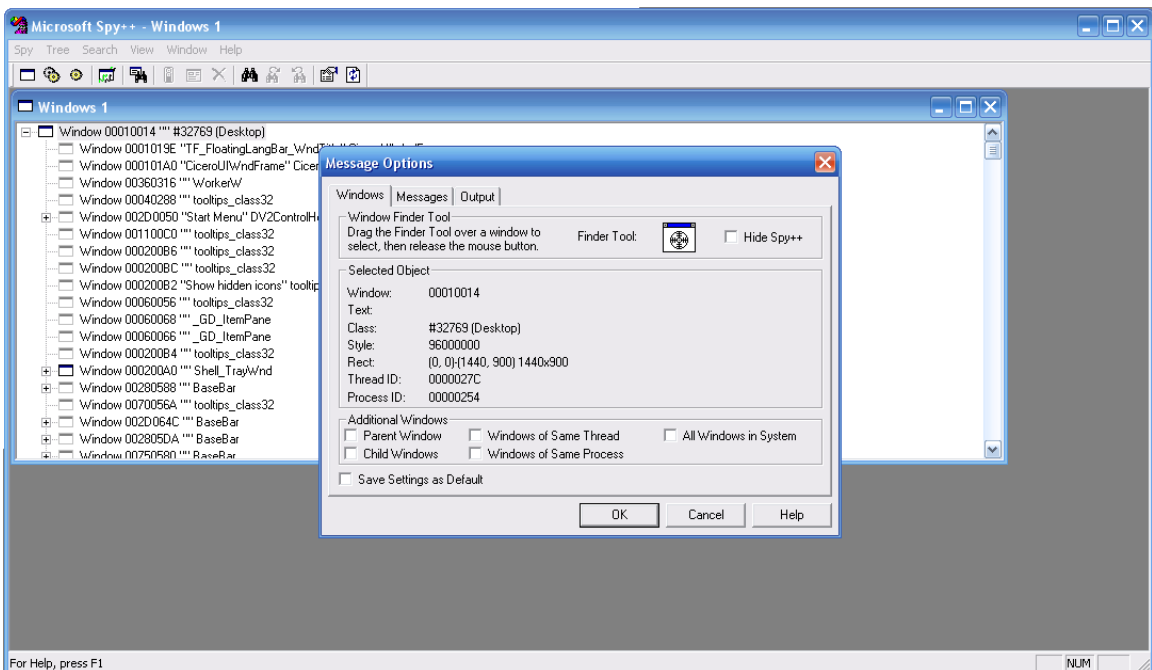 Microsoft Spy++ - Windows 1
Spy Tree Search View Window Help
Windows 1
Window 00010014 "" #32769 (Desktop)
Window 0001019E "TF_FloatingLangBar_WndTitle"
Window 000101A0 "CiceroUIWndFrame" Cicer
Window 00360316 "" WorkerW
Window 00040288 "" tooltips_class32
Window 002D0050 "Start Menu" DV2ControlH
Window 001100C0 "" tooltips_class32
Window 000200B6 "" tooltips_class32
Window 000200BC "" tooltips_class32
Window 000200B2 "Show hidden icons" tooltip
Window 00060056 "" tooltips_class32
Window 00060068 "" _GD_ItemPane
Window 00060066 "" _GD_ItemPane
Window 000200B4 "" tooltips_class32
Window 000200A0 "" Shell_TrayWnd
Window 00280588 "" BaseBar
Window 0070056A "" tooltips_class32
Window 002D064C "" BaseBar
Window 002805DA "" BaseBar
Window 00750580 "" BaseBar
Message Options
Windows Messages Output
Window Finder Tool
Drag the Finder Tool over a window to
select, then release the mouse button.
Finder Tool:
Hide Spy++
Selected Object
Window: 00010014
Text:
Class: #32769 (Desktop)
Style: 96000000
Rect: (0, 0)-(1440, 900) 1440x900
Thread ID: 0000027C
Process ID: 00000254
Additional Windows
Parent Window Windows of Same Thread All Windows in System
Child Windows Windows of Same Process
Save Settings as Default
OK Cancel Help
For Help, press F1
NUM